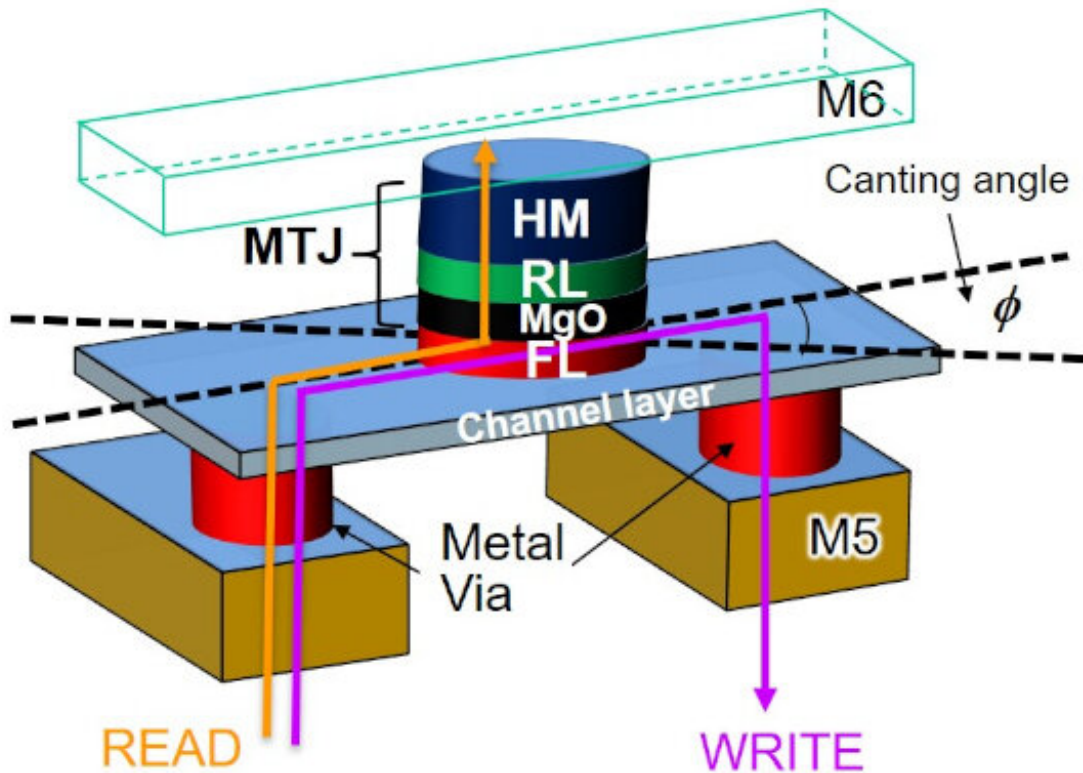 M6
Canting angle
HM
MTJ
RL
MgO
ϕ
FL
Channel layer
Metal
Via
M5
READ
WRITE